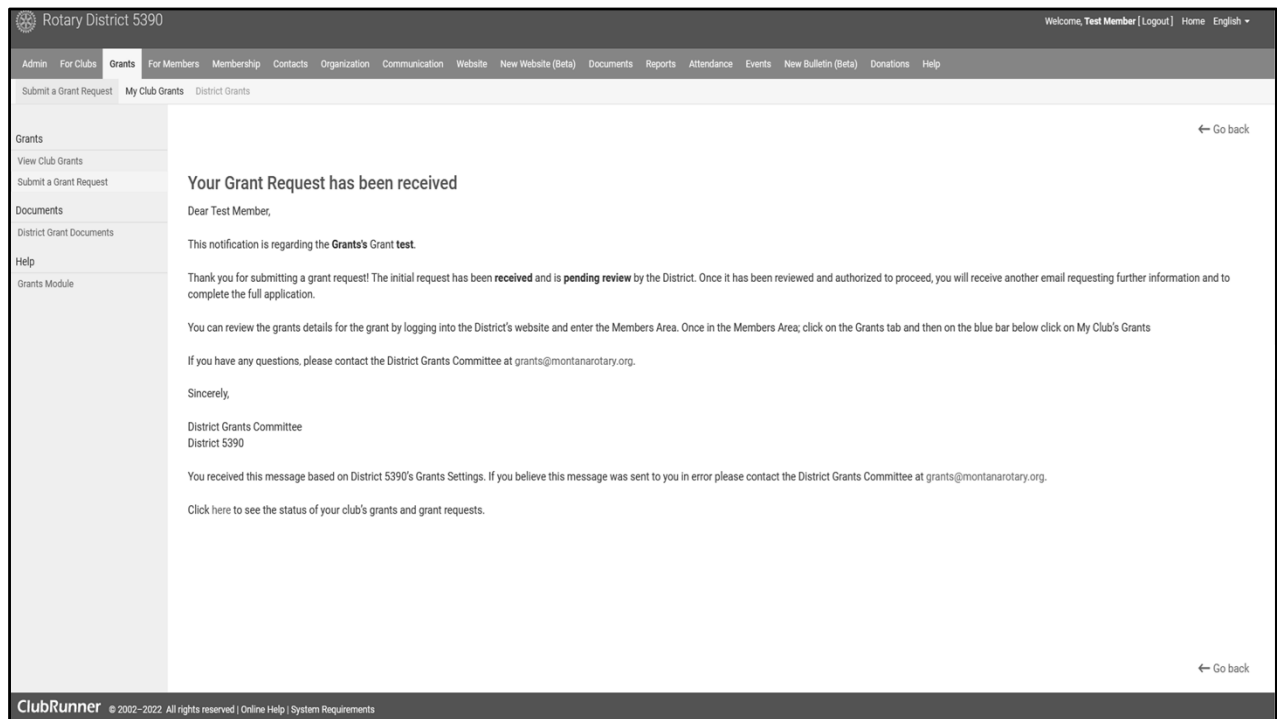 Rotary District 5390
Welcome, Test Member [Logout] Home English
Admin For Clubs Grants For Members Membership Contacts Organization Communication Website New Website (Beta) Documents Reports Attendance Events New Bulletin (Beta) Donations Help
Submit a Grant Request My Club Grants District Grants
← Go back
Grants
View Club Grants
Submit a Grant Request
Documents
District Grant Documents
Help
Grants Module
Your Grant Request has been received
Dear Test Member,
This notification is regarding the Grants's Grant test.
Thank you for submitting a grant request! The initial request has been received and is pending review by the District. Once it has been reviewed and authorized to proceed, you will receive another email requesting further information and to
complete the full application.
You can review the grants details for the grant by logging into the District's website and enter the Members Area. Once in the Members Area; click on the Grants tab and then on the blue bar below click on My Club's Grants
If you have any questions, please contact the District Grants Committee at grants@montanarotary.org.
Sincerely,
District Grants Committee
District 5390
You received this message based on District 5390's Grants Settings. If you believe this message was sent to you in error please contact the District Grants Committee at grants@montanarotary.org.
Click here to see the status of your club's grants and grant requests.
← Go back
ClubRunner © 2002–2022 All rights reserved | Online Help | System Requirements